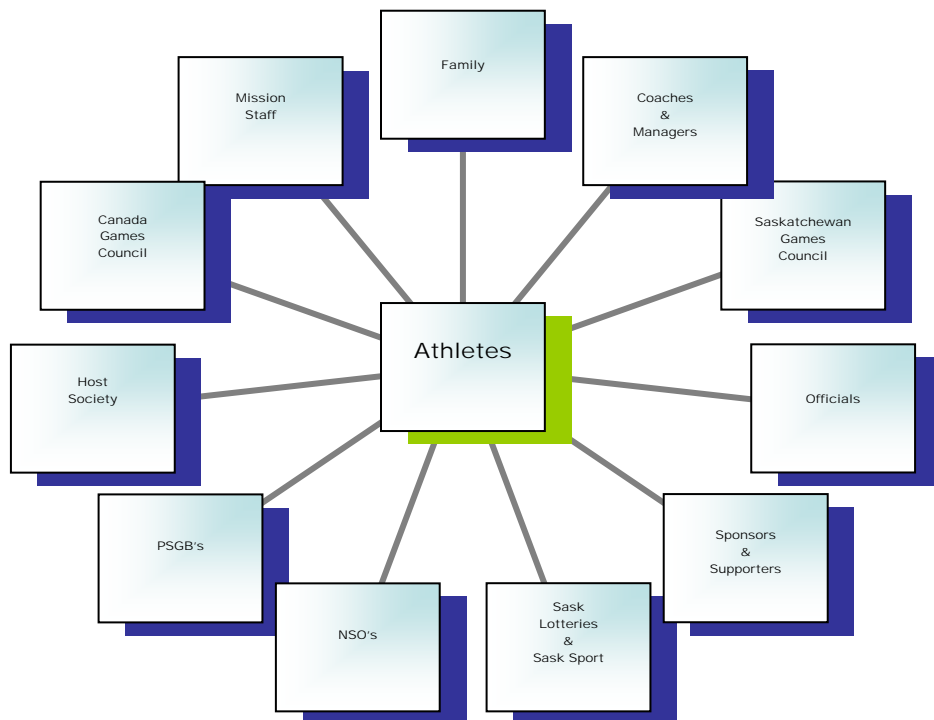 Family
Mission
Staff
Coaches
&
Managers
Canada
Games
Council
Saskatchewan
Games
Council
Athletes
Host
Society
Officials
PSGB's
Sponsors
&
Supporters
NSO's
Sask
Lotteries
&
Sask Sport